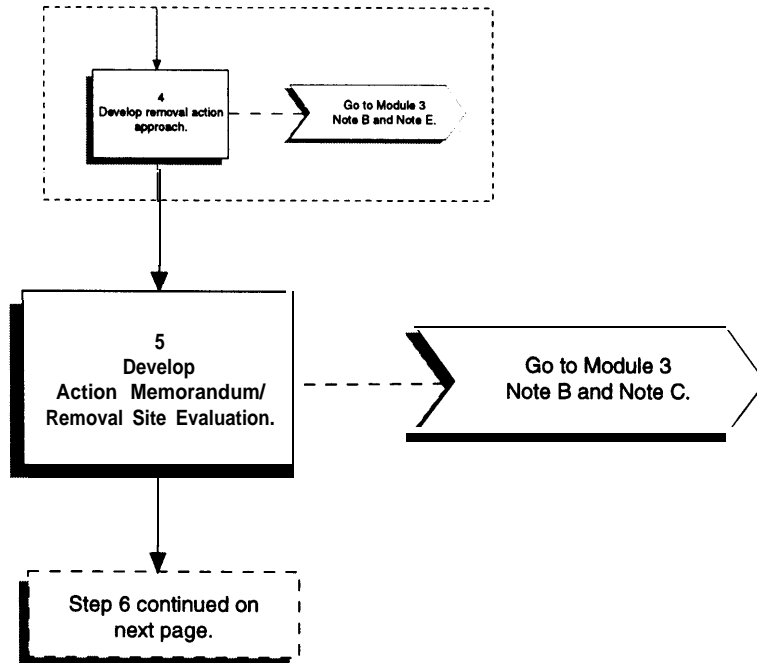 4
Develop removal action
approach.
Go to Module 3
Note B and Note E.
5
Develop
Action Memorandum/
Removal Site Evaluation.
Go to Module 3
Note B and Note C.
Step 6 continued on
next page.